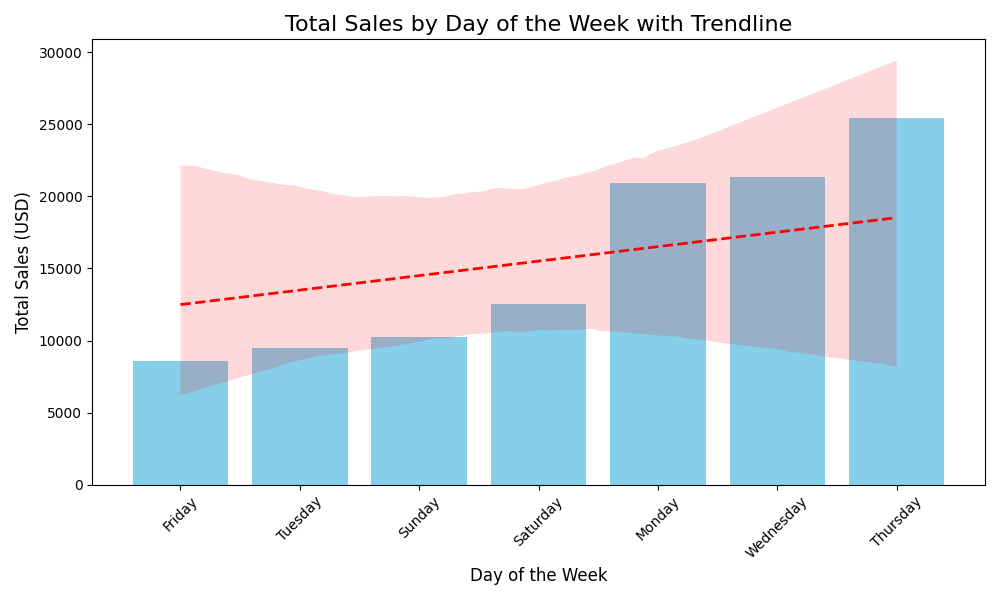 Total Sales by Day of the Week with Trendline
30000
25000
20000
15000
10000
5000
0
Total Sales (USD)
Friday
Tuesday
Sunday
Saturday
Monday
Wednesday
Thursday
Day of the Week